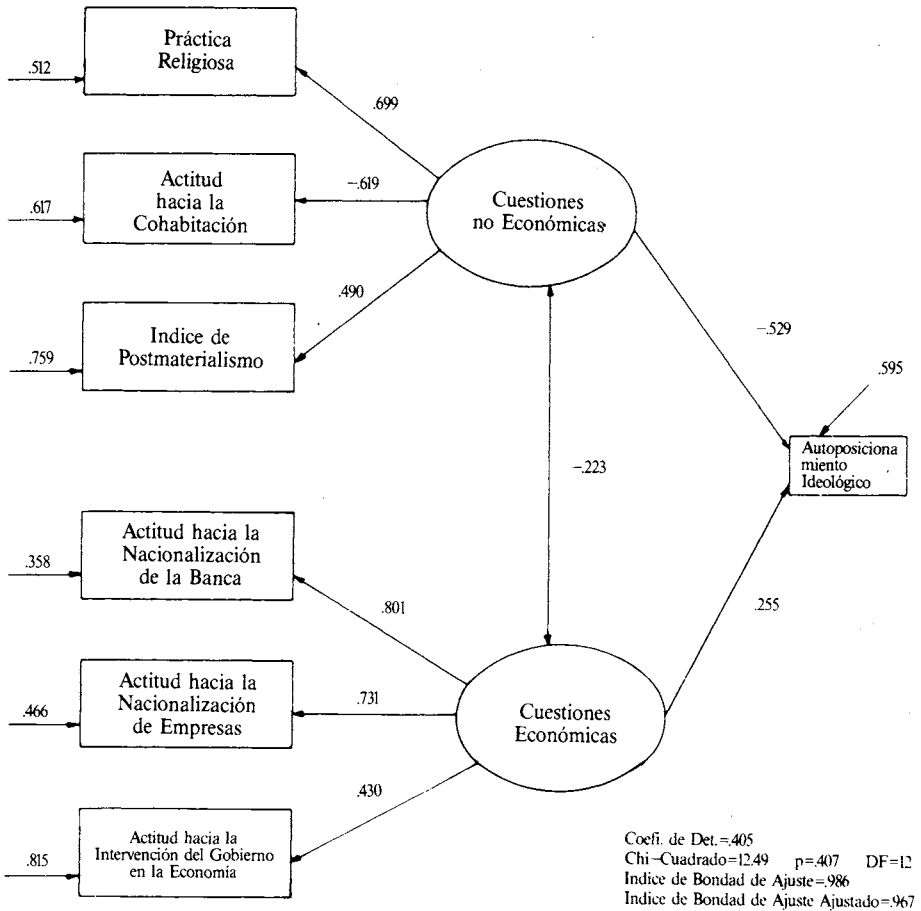 Práctica
Religiosa
.512
.699
Actitud
hacia la
Cohabitación
.617
−.619
Cuestiones
no Económicas
Indice de
Postmaterialismo
.759
.490
−.529
.595
Autoposiciona
miento
Ideológico
−.223
Actitud hacia la
Nacionalización
de la Banca
.358
.801
.255
Actitud hacia la
Nacionalización
de Empresas
.466
.731
Cuestiones
Económicas
.430
Actitud hacia la
Intervención del Gobierno
en la Economía
.815
Coefi. de Det.=.405
Chi−Cuadrado=12.49 p=.407 DF=12
Indice de Bondad de Ajuste=.986
Indice de Bondad de Ajuste Ajustado=.967